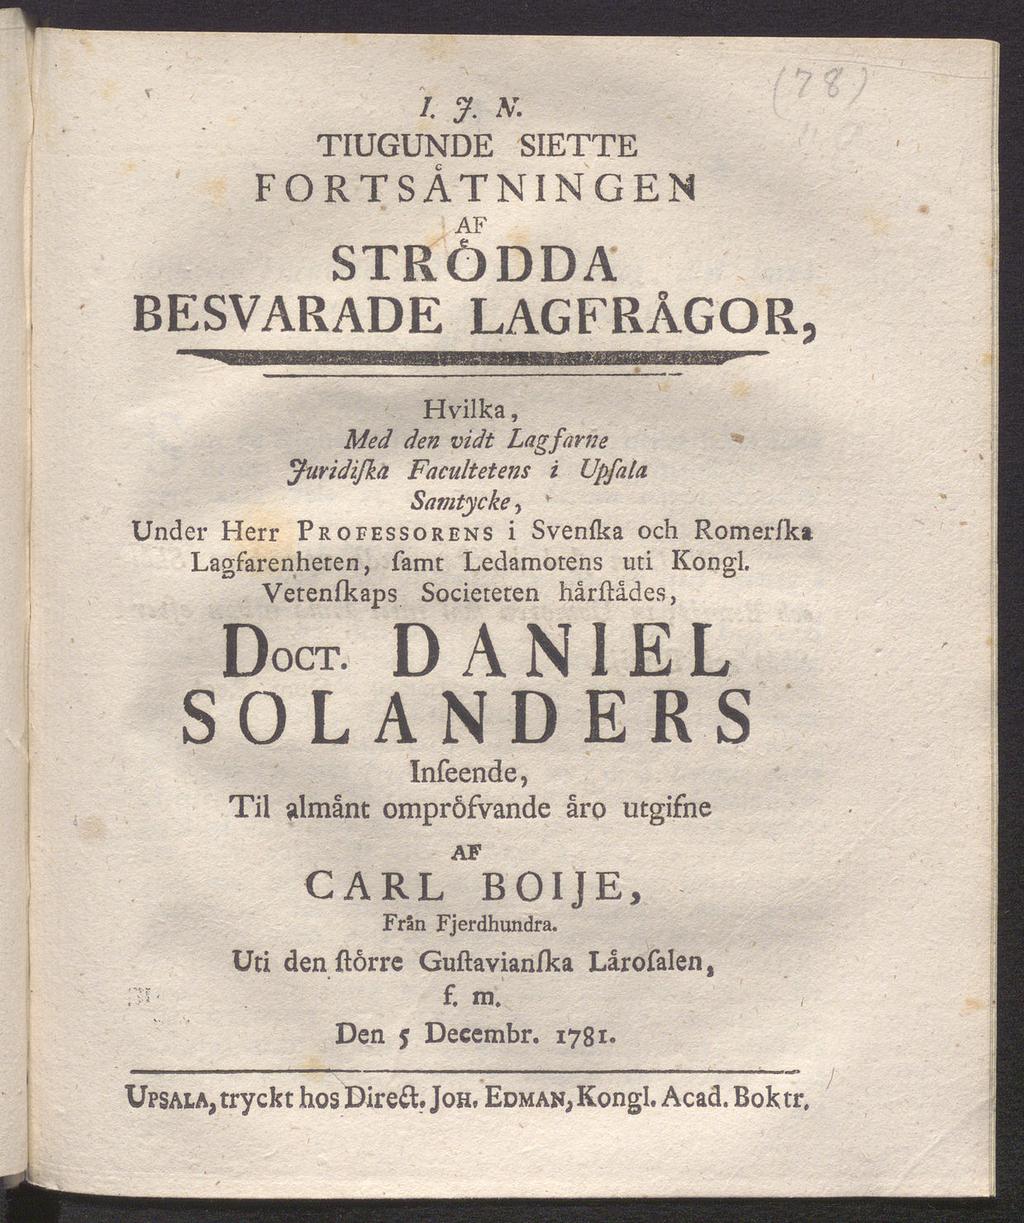 (78)
I. J. N.
TIUGUNDE SIETTE
FORTSÅTNINGEN
AF
STRÖDDA
BESVARADE LAGFRÅGOR,
Hvilka,
Med den vidt Lagfarne
Juridiſka Facultetens i Upſala
Samtycke,
Under Herr PROFESSORENS i Svenſka och Romerſka
Lagfarenheten, ſamt Ledamotens uti Kongl.
Vetenſkaps Societeten hårſtådes,
DOCT. DANIEL
SOLANDERS
Inſeende,
Til almånt ompröfvande åro utgifne
AF
CARL BOIJE,
Från Fjerdhundra.
Uti den ſtörre Guſtavianſka Låroſalen,
f. m.
Den 5 Decembr. 1781.
UPSALA, tryckt hos Direct. JOH. EDMAN, Kongl. Acad. Boktr.